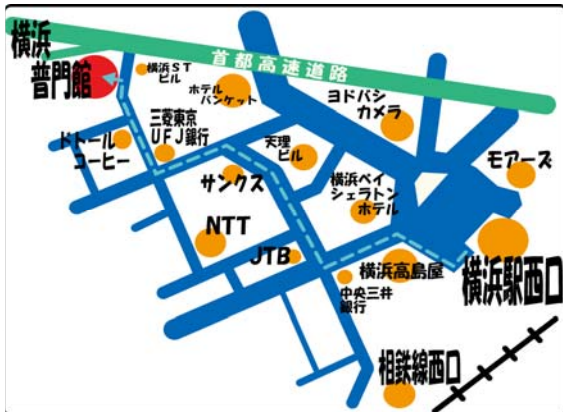 横浜
普門館
首都高速道路
横浜ST
ビル
ホテル
バンケット
ヨドバシ
カメラ
三菱東京
UFJ銀行
ドトール
コーヒー
天理
ビル
モアーズ
サンクス
横浜ベイ
シェラトン
ホテル
NTT
JTB
横浜高島屋
横浜駅西口
中央三井
銀行
相鉄線西口